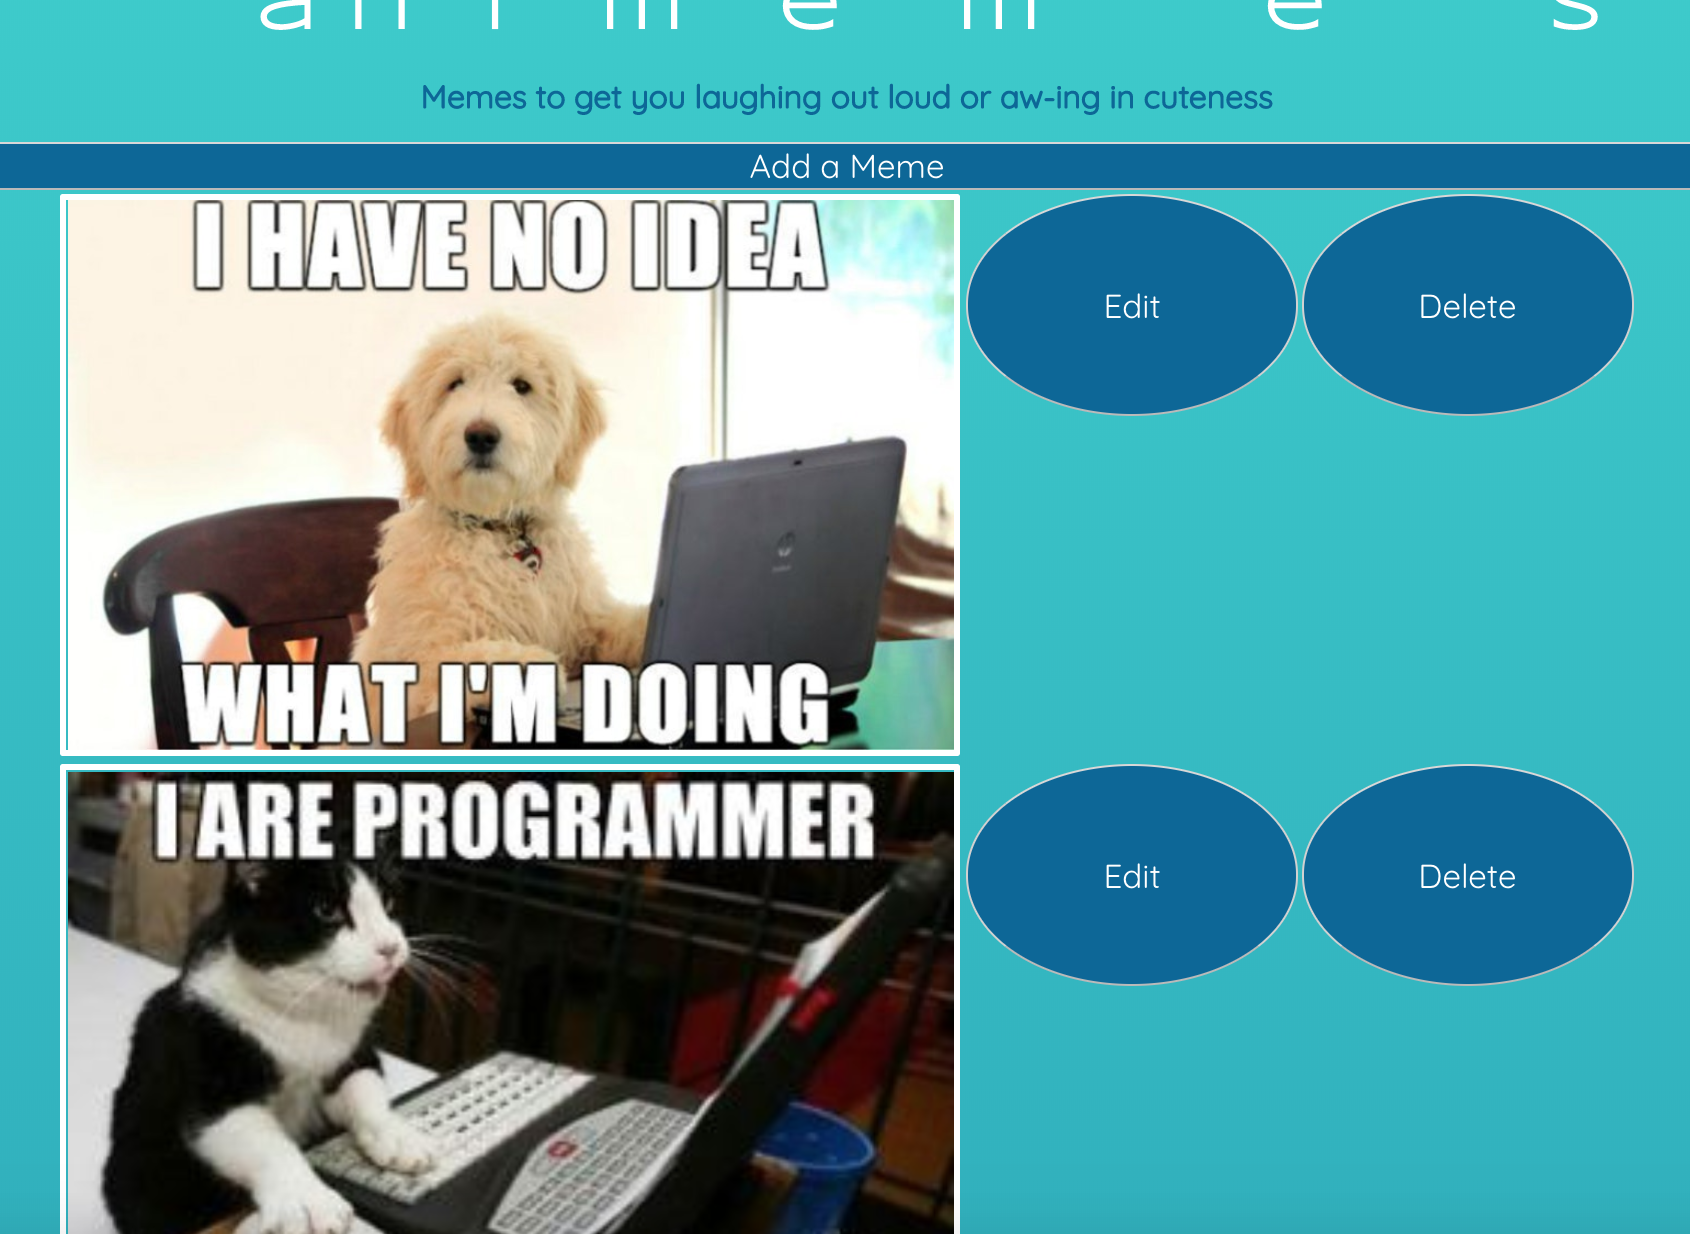 a n i m e m e s
Memes to get you laughing out loud or aw-ing in cuteness
Add a Meme
I HAVE NO IDEA
WHAT I'M DOING
Edit
Delete
I ARE PROGRAMMER
Edit
Delete